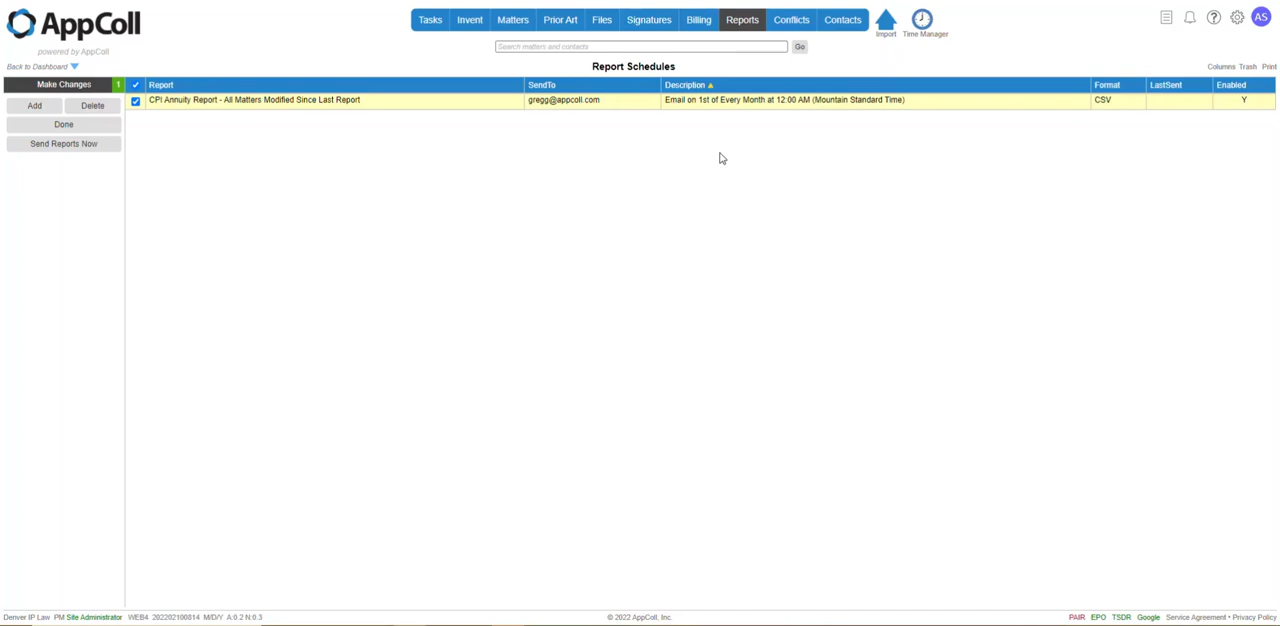 AppColl
powered by AppColl
Tasks Invent Matters Prior Art Files Signatures Billing Reports Conflicts Contacts
Import Time Manager
AS
Search matters and contacts Go
Back to Dashboard Report Schedules Columns Trash Print
Make Changes 1 Report SendTo Description Format LastSent Enabled
Add Delete CPI Annuity Report - All Matters Modified Since Last Report gregg@appcoll.com Email on 1st of Every Month at 12:00 AM (Mountain Standard Time) CSV Y
Done
Send Reports Now
Denver IP Law PM Site Administrator WEB4 202202100814 M/D/Y A:0.2 N:0.3 © 2022 AppColl, Inc. PAIR EPO TSDR Google Service Agreement • Privacy Policy